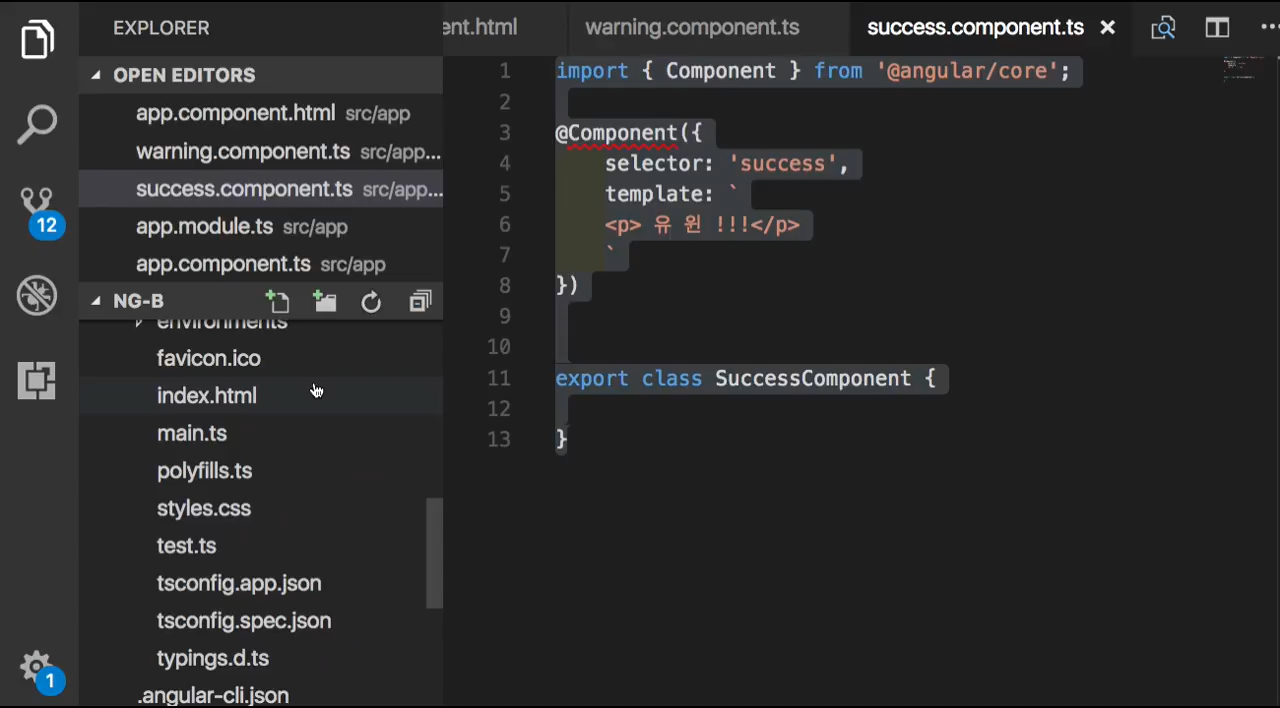 EXPLORER
OPEN EDITORS
app.component.html src/app
warning.component.ts src/app...
success.component.ts src/app...
app.module.ts src/app
app.component.ts src/app
NG-B
environments
favicon.ico
index.html
main.ts
polyfills.ts
styles.css
test.ts
tsconfig.app.json
tsconfig.spec.json
typings.d.ts
.angular-cli.json
12
1
ent.html warning.component.ts success.component.ts
1 import { Component } from '@angular/core';
2
3 @Component({
4 selector: 'success',
5 template: `
6 <p> 유 윈 !!!</p>
7 `
8 })
9
10
11 export class SuccessComponent {
12
13 }